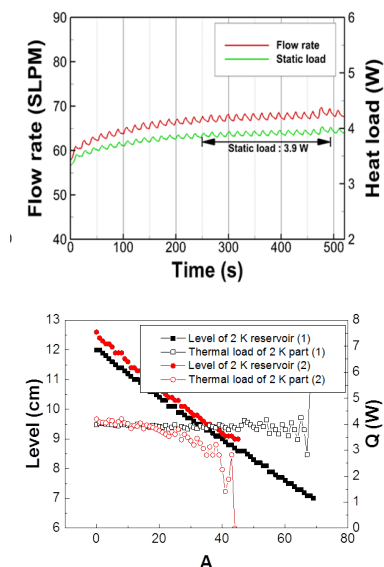 90
80
70
60
50
40
Flow rate (SLPM)
Flow rate
Static load
Static load : 3.9 W
6
5
4
3
2
Heat load (W)
0 100 200 300 400 500
Time (s)
13
12
11
10
9
8
7
6
Level (cm)
Level of 2 K reservoir (1)
Thermal load of 2 K part (1)
Level of 2 K reservoir (2)
Thermal load of 2 K part (2)
8
7
6
5
4
3
2
1
0
Q (W)
0 20 40 60 80
A